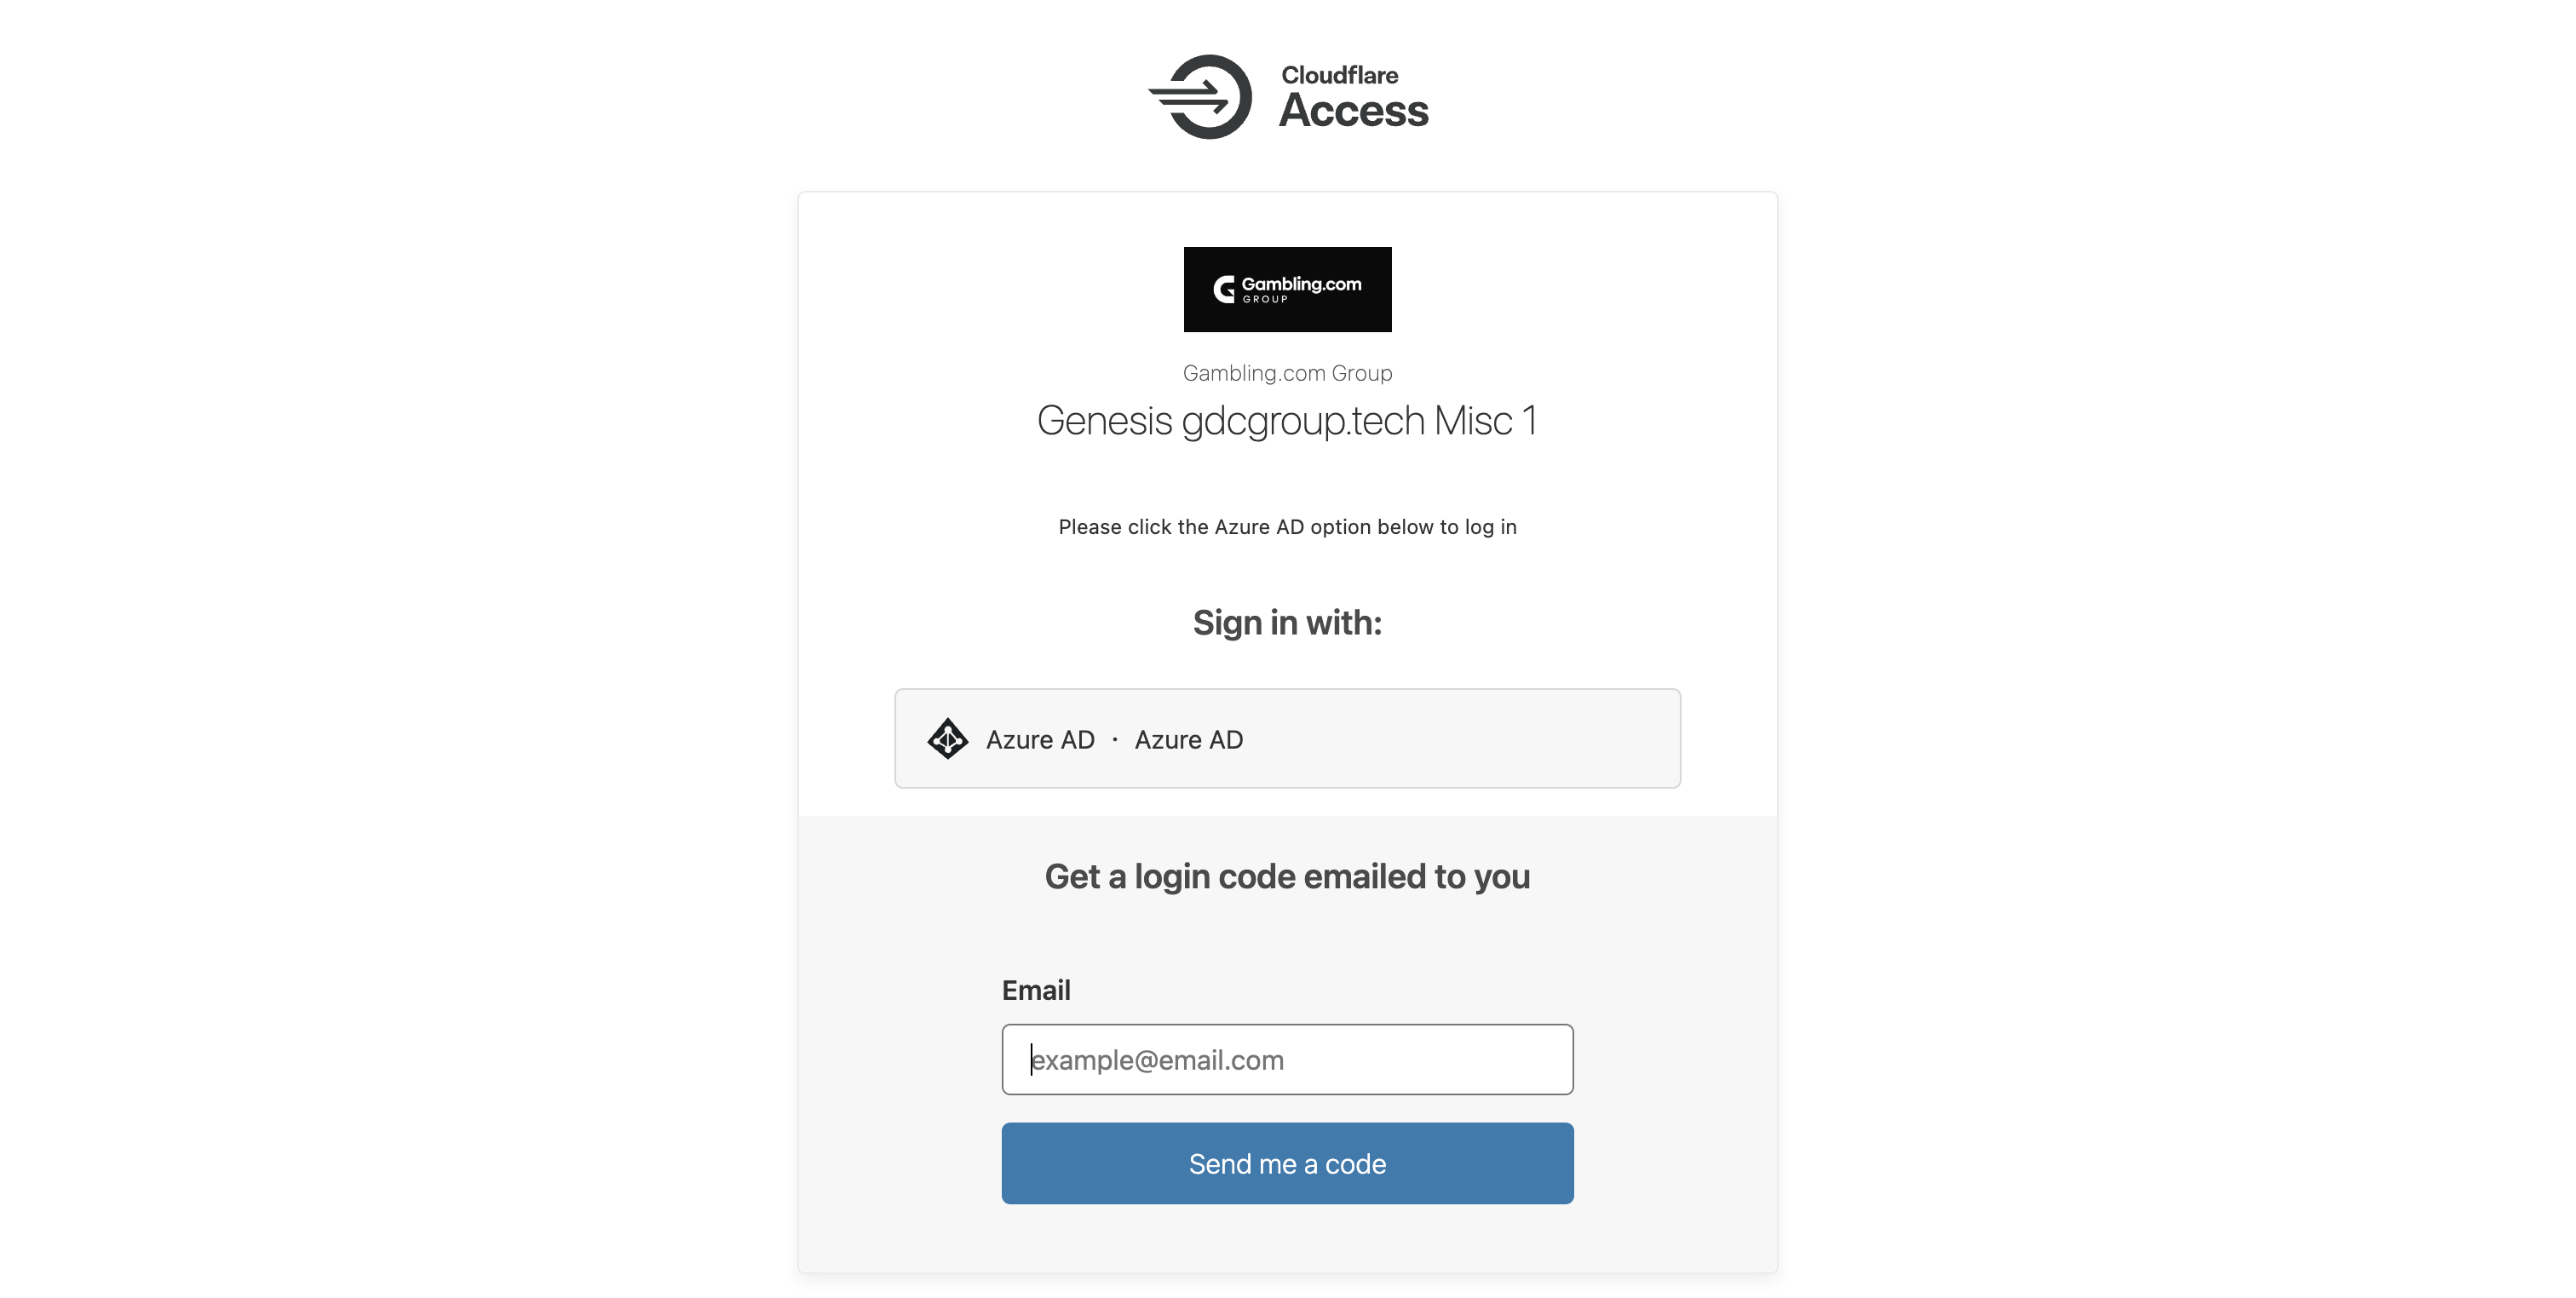 Cloudflare
Access
Gambling.com
GROUP
Gambling.com Group
Genesis gdcgroup.tech Misc 1
Please click the Azure AD option below to log in
Sign in with:
Azure AD · Azure AD
Get a login code emailed to you
Email
example@email.com
Send me a code